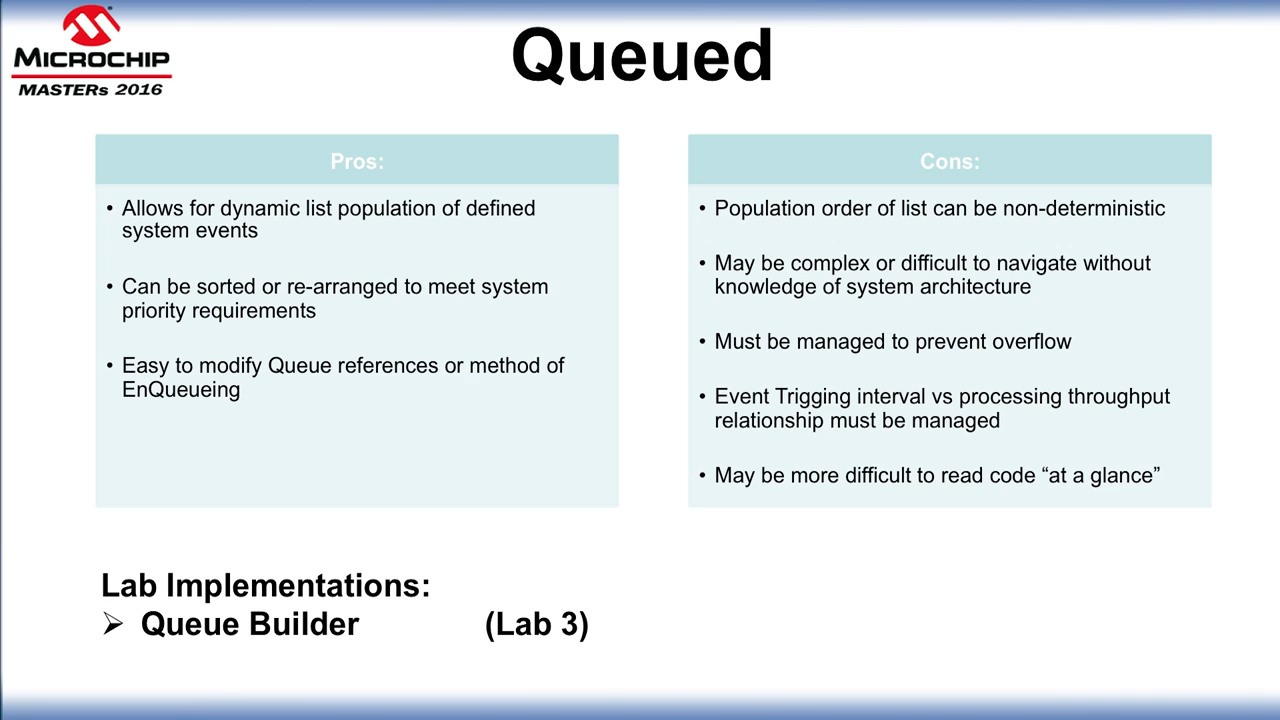 MICROCHIP
MASTERs 2016
Queued
Pros:
• Allows for dynamic list population of defined
system events
• Can be sorted or re-arranged to meet system
priority requirements
• Easy to modify Queue references or method of
EnQueueing
Cons:
• Population order of list can be non-deterministic
• May be complex or difficult to navigate without
knowledge of system architecture
• Must be managed to prevent overflow
• Event Trigging interval vs processing throughput
relationship must be managed
• May be more difficult to read code “at a glance”
Lab Implementations:
➢ Queue Builder (Lab 3)